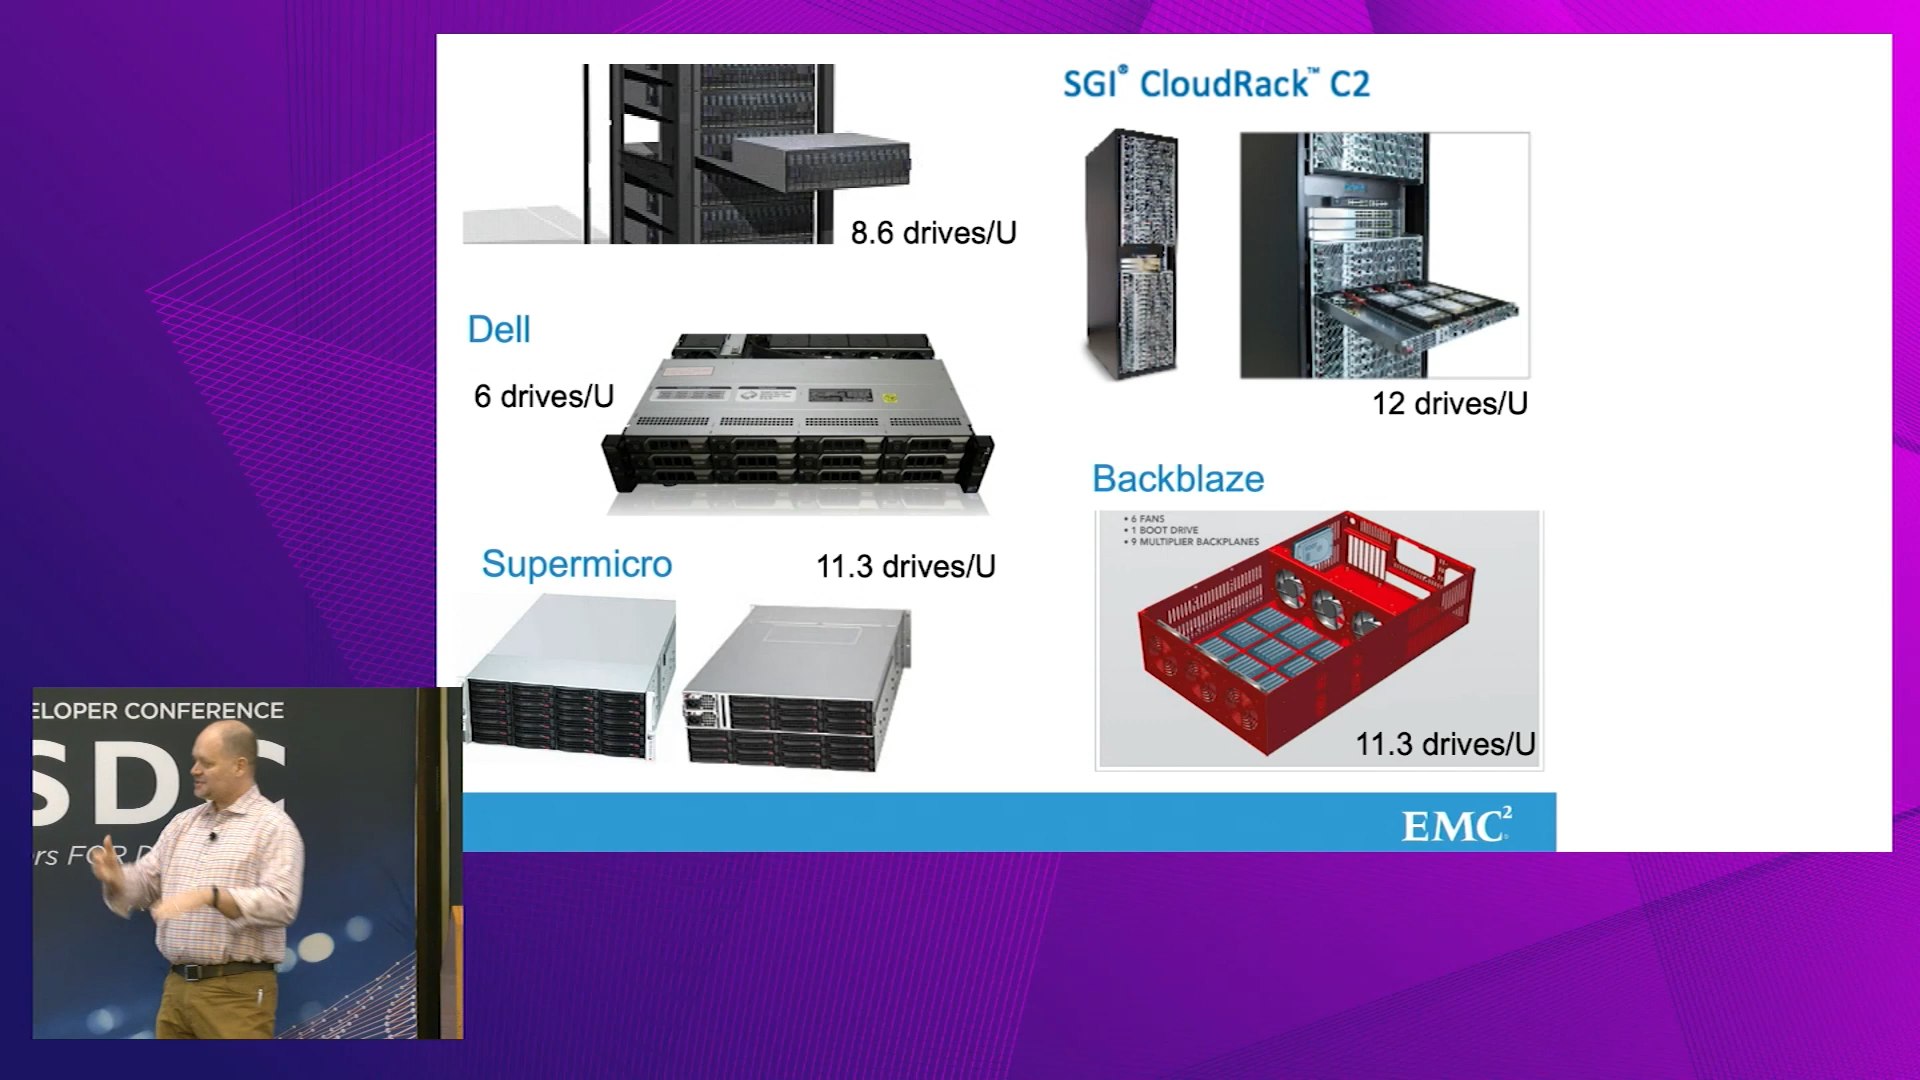 SGI® CloudRack™ C2
8.6 drives/U
Dell
6 drives/U
12 drives/U
Backblaze
• 6 FANS
• 1 BOOT DRIVE
• 9 MULTIPLIER BACKPLANES
Supermicro
11.3 drives/U
11.3 drives/U
EMC²
ELOPER CONFERENCE
SDC
rs FOR D